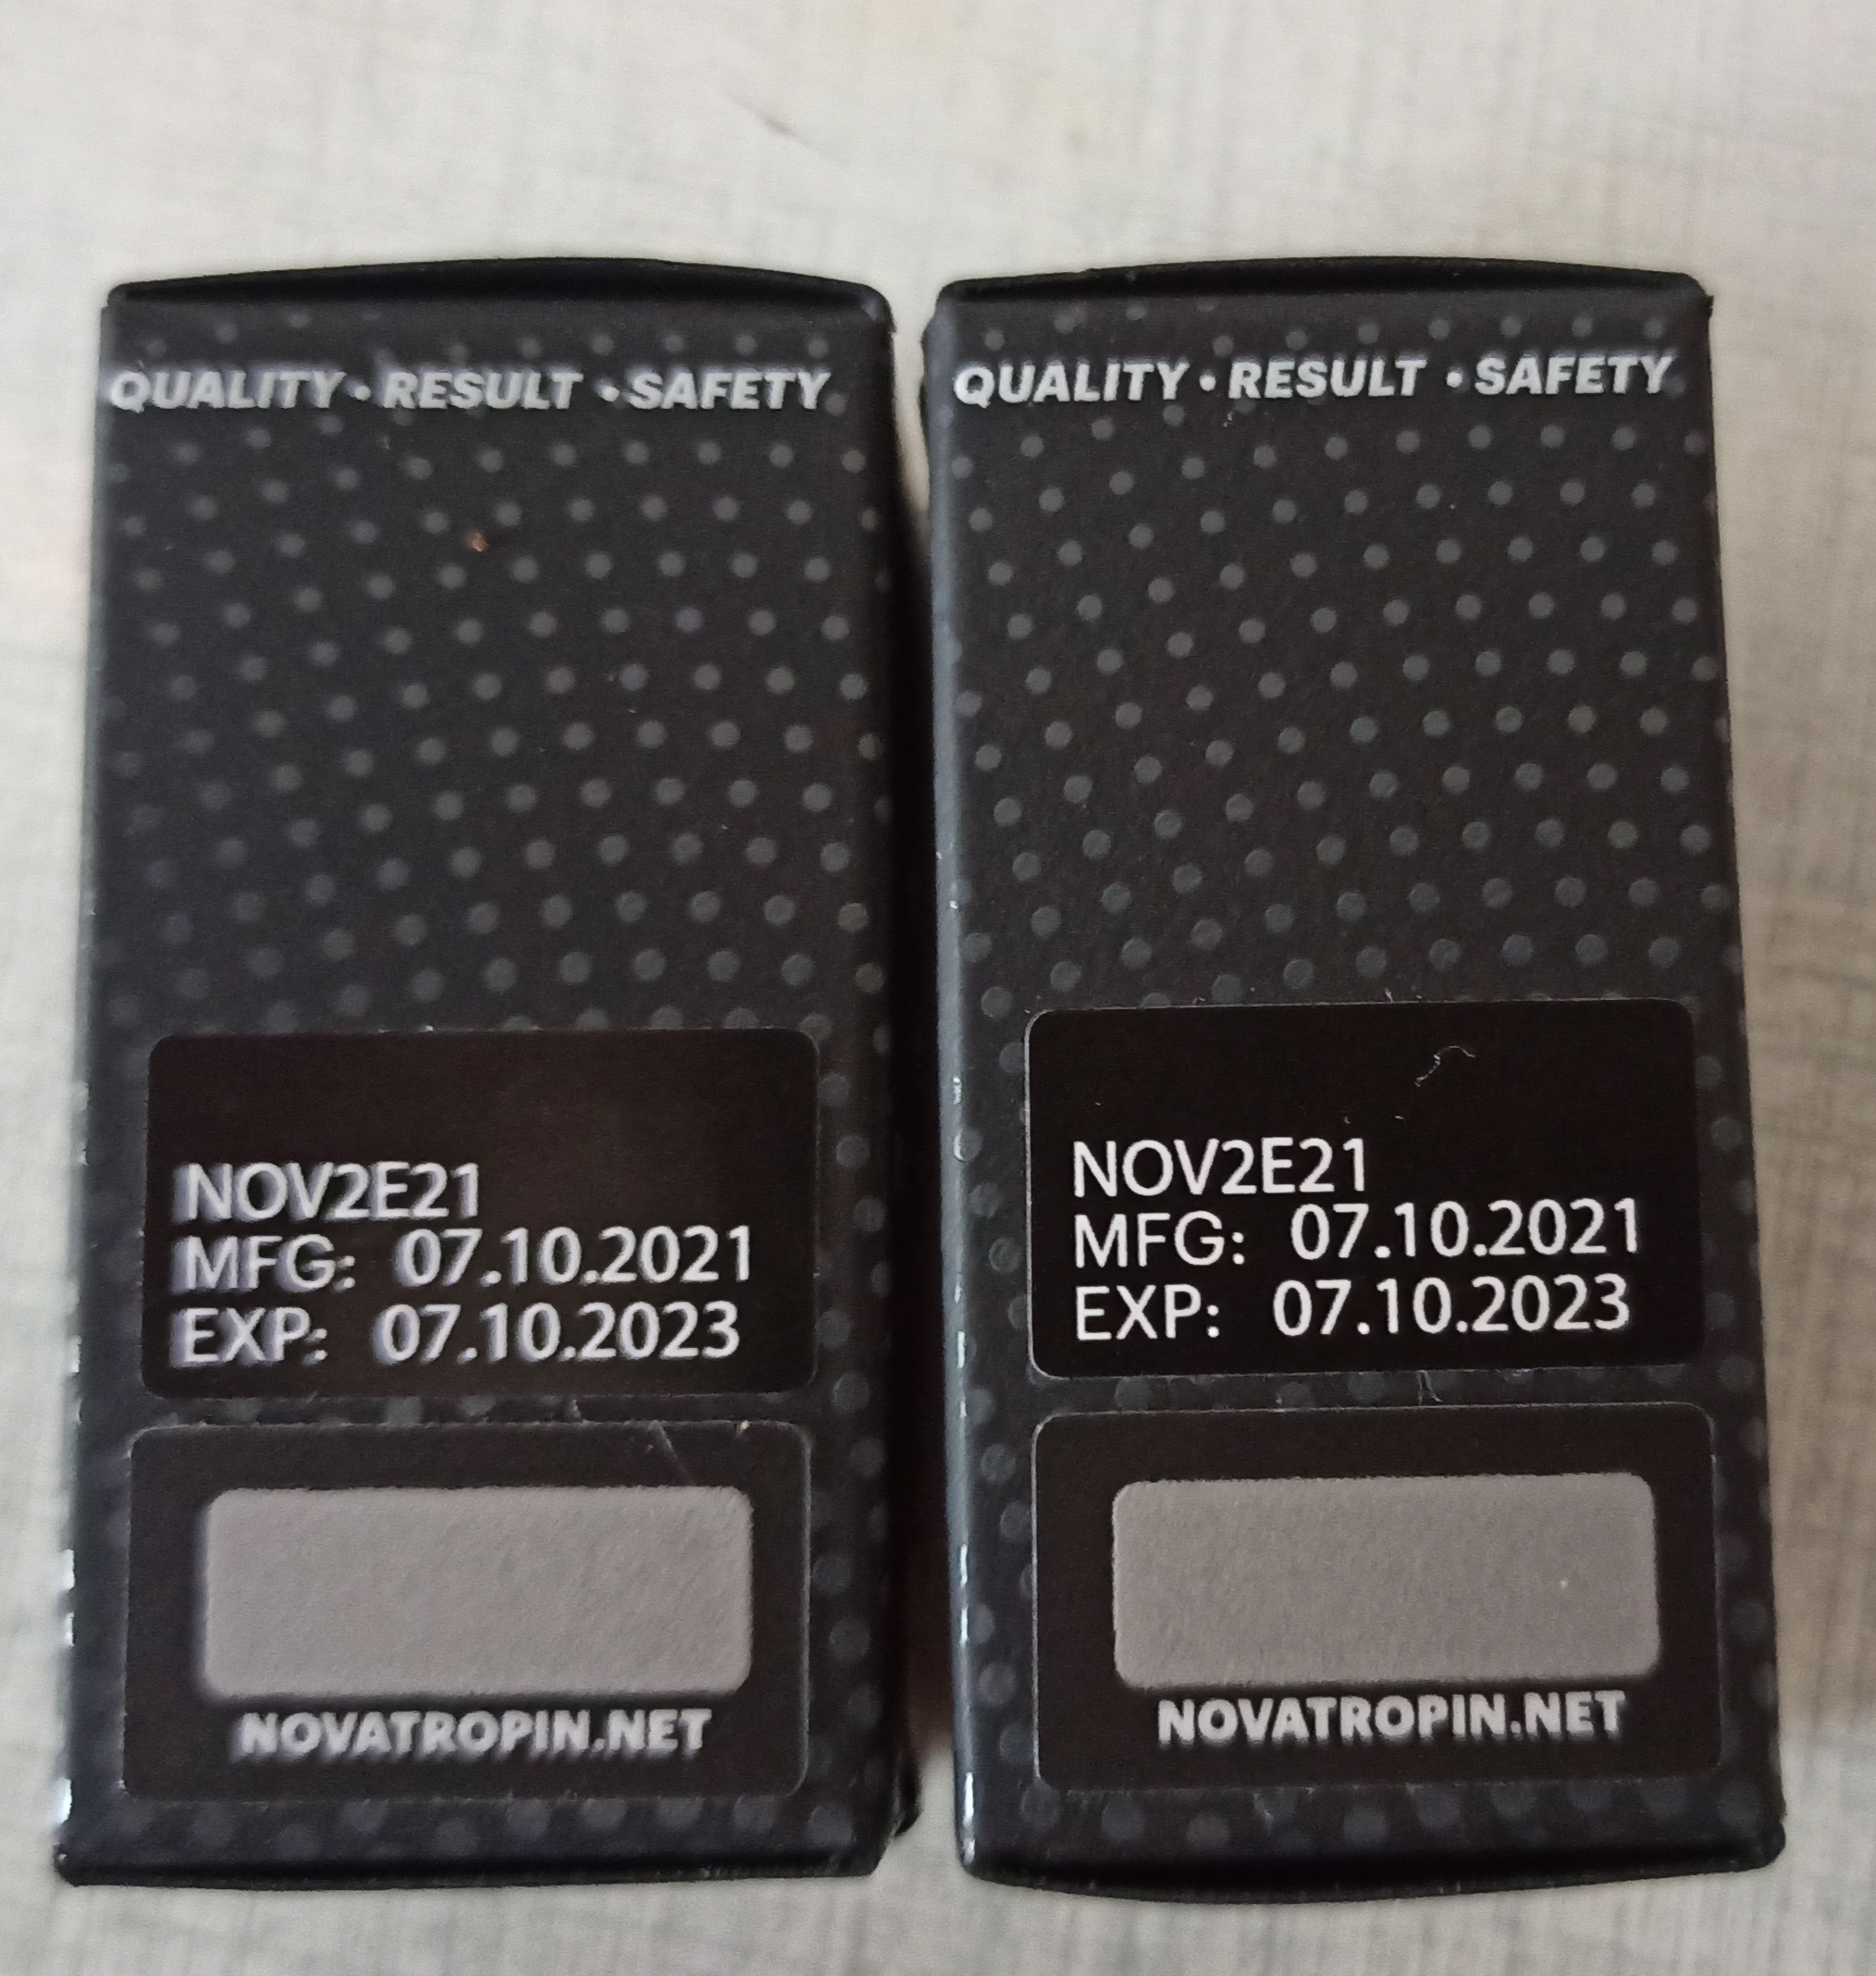 QUALITY • RESULT • SAFETY
NOV2E21
MFG: 07.10.2021
EXP: 07.10.2023
NOVATROPIN.NET
QUALITY • RESULT • SAFETY
NOV2E21
MFG: 07.10.2021
EXP: 07.10.2023
NOVATROPIN.NET